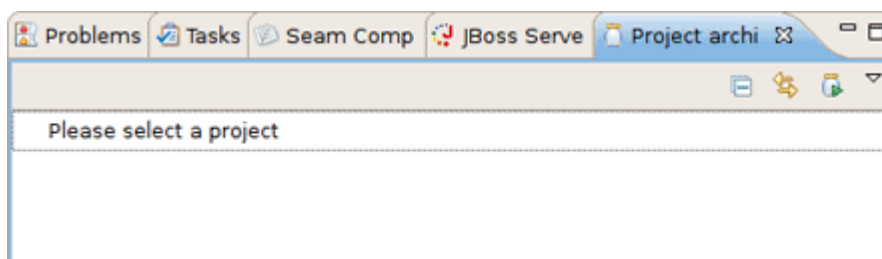 Problems Tasks Seam Comp JBoss Serve Project archi
Please select a project